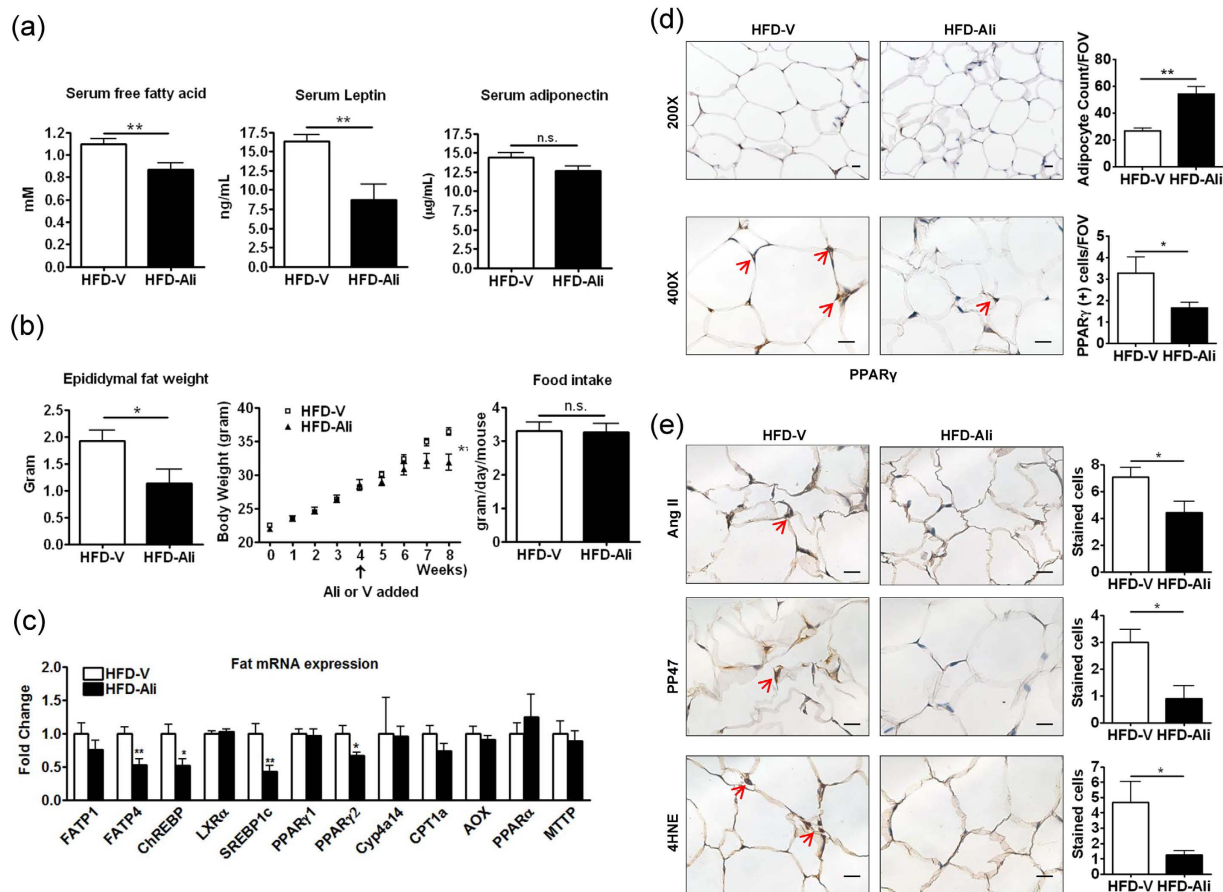 (a)
Serum free fatty acid
**
1.2
1.0
0.8
0.6
0.4
0.2
0.0
mM
HFD-V HFD-Ali
Serum Leptin
**
17.5
15.0
12.5
10.0
7.5
5.0
2.5
0.0
ng/mL
HFD-V HFD-Ali
Serum adiponectin
n.s.
17.5
15.0
12.5
10.0
7.5
5.0
2.5
0.0
(μg/mL)
HFD-V HFD-Ali
(b)
Epididymal fat weight
*
2.5
2.0
1.5
1.0
0.5
0.0
Gram
HFD-V HFD-Ali
HFD-V
HFD-Ali
40
35
30
25
20
Body Weight (gram)
0 1 2 3 4 5 6 7 8
Weeks)
Ali or V added
Food intake
n.s.
4
3
2
1
0
gram/day/mouse
HFD-V HFD-Ali
(c)
Fat mRNA expression
HFD-V
HFD-Ali
2.0
1.5
1.0
0.5
0.0
Fold Change
** * ** *
FATP1 FATP4 ChREBP LXRα SREBP1c PPARγ1 PPARγ2 Cyp4a14 CPT1a AOX PPARα MTTP
(d)
HFD-V HFD-Ali
200X
**
80
60
40
20
0
Adipocyte Count/FOV
HFD-V HFD-Ali
400X
*
5
4
3
2
1
0
PPARγ (+) cells/FOV
HFD-V HFD-Ali
PPARγ
(e)
HFD-V HFD-Ali
Ang II
*
8
6
4
2
0
Stained cells
HFD-V HFD-Ali
PP47
*
4
3
2
1
0
Stained cells
HFD-V HFD-Ali
4HNE
*
7
6
5
4
3
2
1
0
Stained cells
HFD-V HFD-Ali